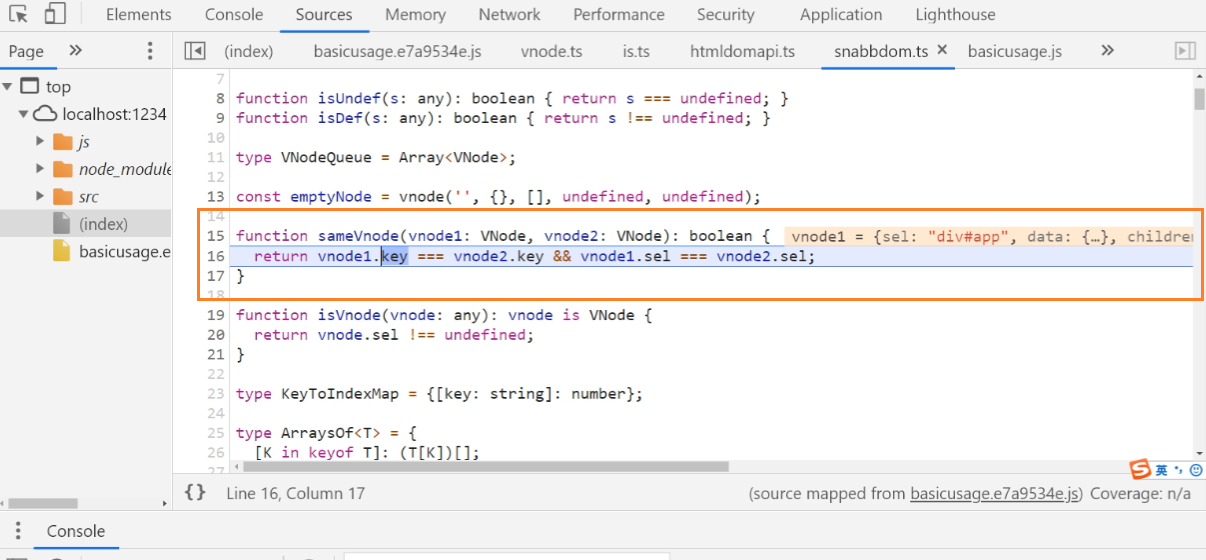 Elements Console Sources Memory Network Performance Security Application Lighthouse
Page » (index) basicusage.e7a9534e.js vnode.ts is.ts htmldomapi.ts snabbdom.ts × basicusage.js »
top
localhost:1234
js
node_module
src
(index)
basicusage.e
7
8 function isUndef(s: any): boolean { return s === undefined; }
9 function isDef(s: any): boolean { return s !== undefined; }
10
11 type VNodeQueue = Array<VNode>;
12
13 const emptyNode = vnode('', {}, [], undefined, undefined);
14
15 function sameVnode(vnode1: VNode, vnode2: VNode): boolean { vnode1 = {sel: "div#app", data: {…}, children
16 return vnode1.key === vnode2.key && vnode1.sel === vnode2.sel;
17 }
18
19 function isVnode(vnode: any): vnode is VNode {
20 return vnode.sel !== undefined;
21 }
22
23 type KeyToIndexMap = {[key: string]: number};
24
25 type ArraysOf<T> = {
26 [K in keyof T]: (T[K])[];
27
英
{} Line 16, Column 17 (source mapped from basicusage.e7a9534e.js) Coverage: n/a
Console